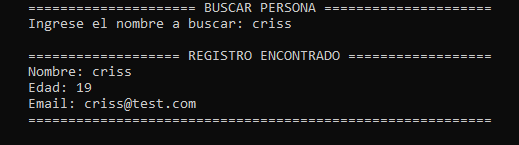 ===================== BUSCAR PERSONA =====================
Ingrese el nombre a buscar: criss
=================== REGISTRO ENCONTRADO ==================
Nombre: criss
Edad: 19
Email: criss@test.com
==========================================================